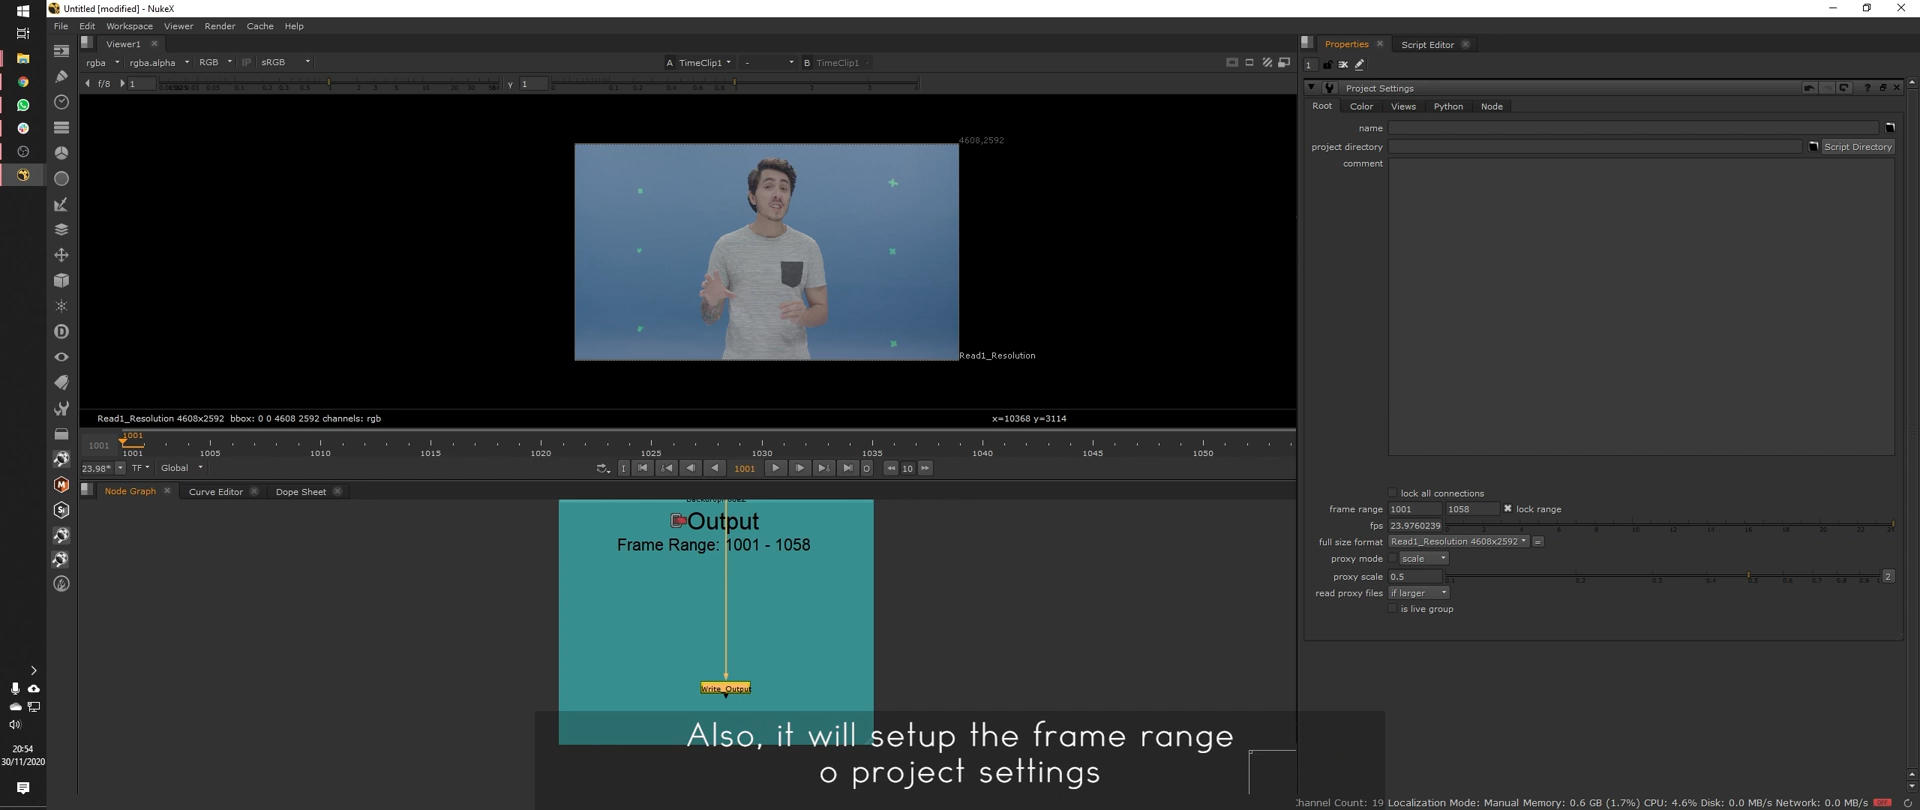 Untitled [modified] - NukeX
File Edit Workspace Viewer Render Cache Help
Viewer1
rgba rgba.alpha RGB IP sRGB A TimeClip1 - B TimeClip1
f/8 1 Y 1
4608,2592
Read1_Resolution
Read1_Resolution 4608x2592 bbox: 0 0 4608 2592 channels: rgb x=10368 y=3114
1001
1001 1001 1005 1010 1015 1020 1025 1030 1035 1040 1045 1050
23.98* TF Global I 1001 O 10
Node Graph Curve Editor Dope Sheet
Output
Frame Range: 1001 - 1058
Write_Output
Also, it will setup the frame range
o project settings
Properties Script Editor
1
Project Settings
Root Color Views Python Node
name
project directory Script Directory
comment
lock all connections
frame range 1001 1058 lock range
fps 23.9760239
full size format Read1_Resolution 4608x2592 =
proxy mode scale
proxy scale 0.5 2
read proxy files if larger
is live group
Channel Count: 19 Localization Mode: Manual Memory: 0.6 GB (1.7%) CPU: 4.6% Disk: 0.0 MB/s Network: 0.0 MB/s
20:54
30/11/2020